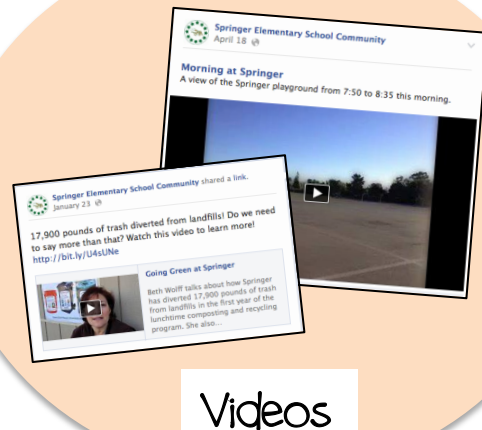 Springer Elementary School Community
April 18
Morning at Springer
A view of the Springer playground from 7:50 to 8:35 this morning.
Springer Elementary School Community shared a link.
January 23
17,900 pounds of trash diverted from landfills! Do we need
to say more than that? Watch this video to learn more!
http://bit.ly/U4sUNe
Going Green at Springer
Beth Wolff talks about how Springer
has diverted 17,900 pounds of trash
from landfills in the first year of the
lunchtime composting and recycling
program. She also...
Videos